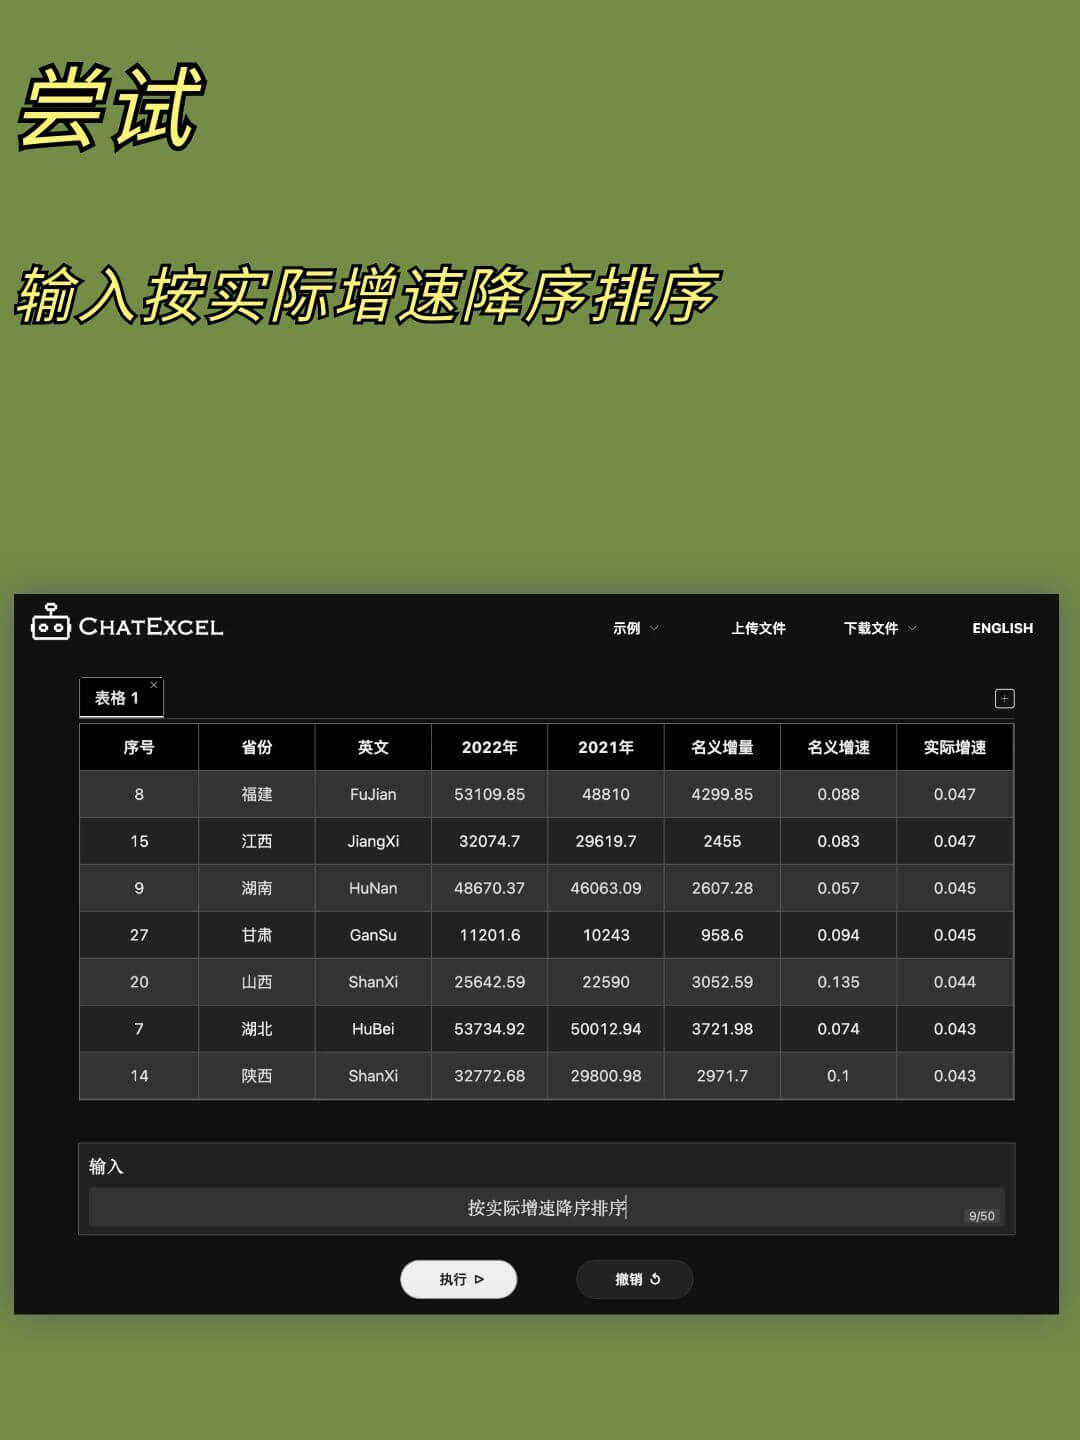 尝试
输入按实际增速降序排序
CHATEXCEL
示例 上传文件 下载文件 ENGLISH
表格 1
序号 省份 英文 2022年 2021年 名义增量 名义增速 实际增速
8 福建 FuJian 53109.85 48810 4299.85 0.088 0.047
15 江西 JiangXi 32074.7 29619.7 2455 0.083 0.047
9 湖南 HuNan 48670.37 46063.09 2607.28 0.057 0.045
27 甘肃 GanSu 11201.6 10243 958.6 0.094 0.045
20 山西 ShanXi 25642.59 22590 3052.59 0.135 0.044
7 湖北 HuBei 53734.92 50012.94 3721.98 0.074 0.043
14 陕西 ShanXi 32772.68 29800.98 2971.7 0.1 0.043
输入
按实际增速降序排序
9/50
执行 撤销